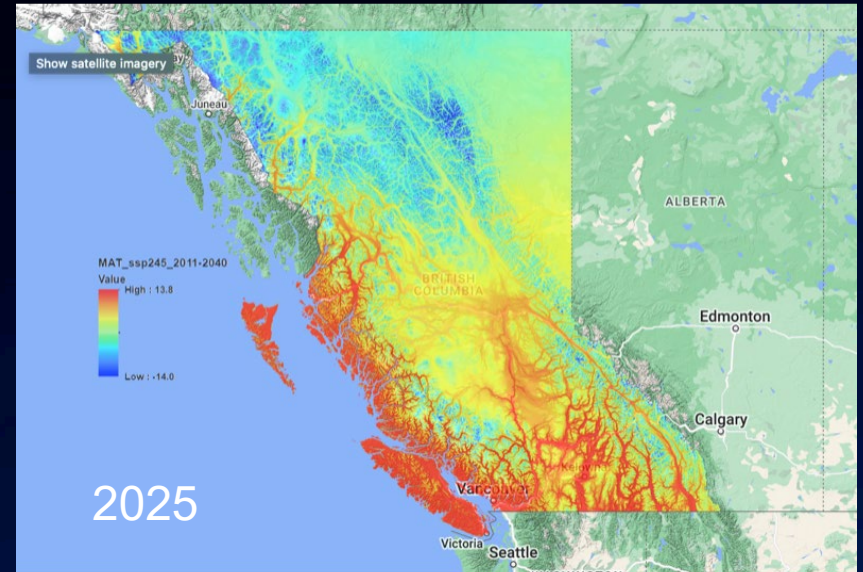 Show satellite imagery
Juneau
ALBERTA
MAT_ssp245_2011-2040
Value
High : 13.8
Low : -14.0
BRITISH
COLUMBIA
Edmonton
Calgary
Vancouver
2025
Victoria
Seattle